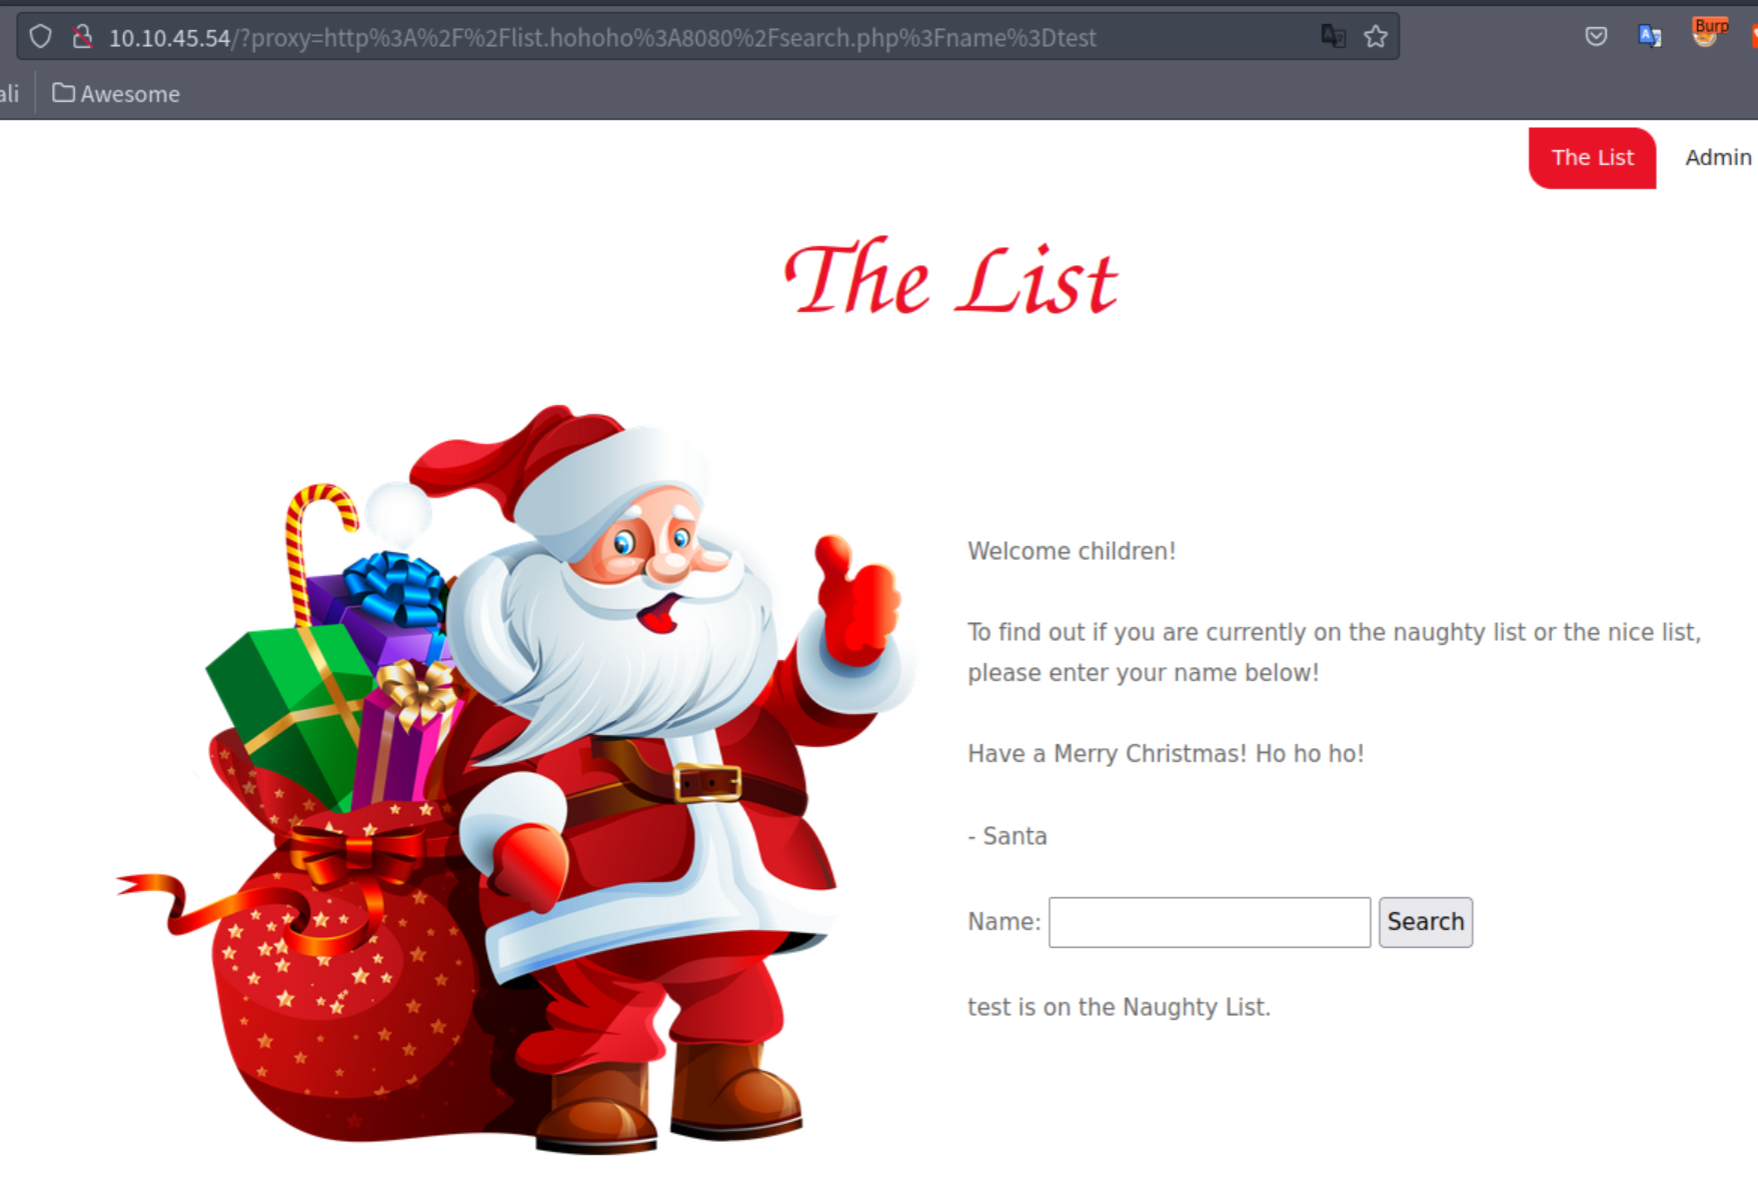 10.10.45.54/?proxy=http%3A%2F%2Flist.hohoho%3A8080%2Fsearch.php%3Fname%3Dtest
Burp
ali
Awesome
The List
Admin
The List
Welcome children!
To find out if you are currently on the naughty list or the nice list,
please enter your name below!
Have a Merry Christmas! Ho ho ho!
- Santa
Name:
Search
test is on the Naughty List.